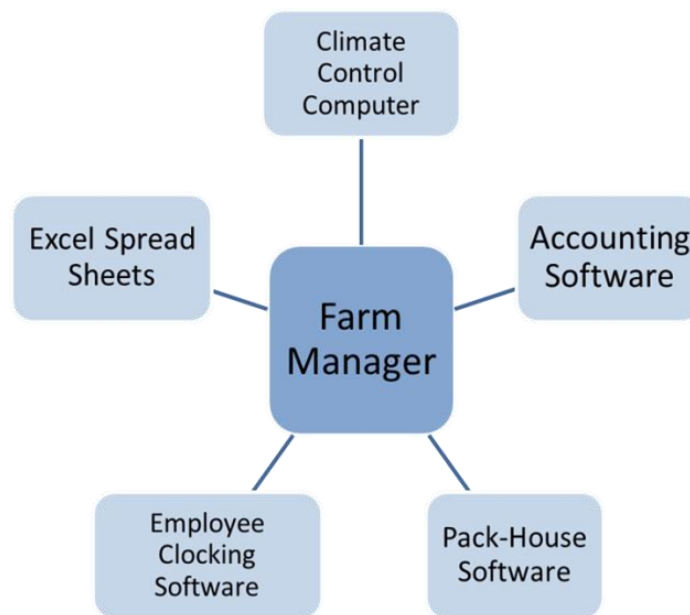 Climate
Control
Computer
Excel Spread
Sheets
Accounting
Software
Farm
Manager
Employee
Clocking
Software
Pack-House
Software